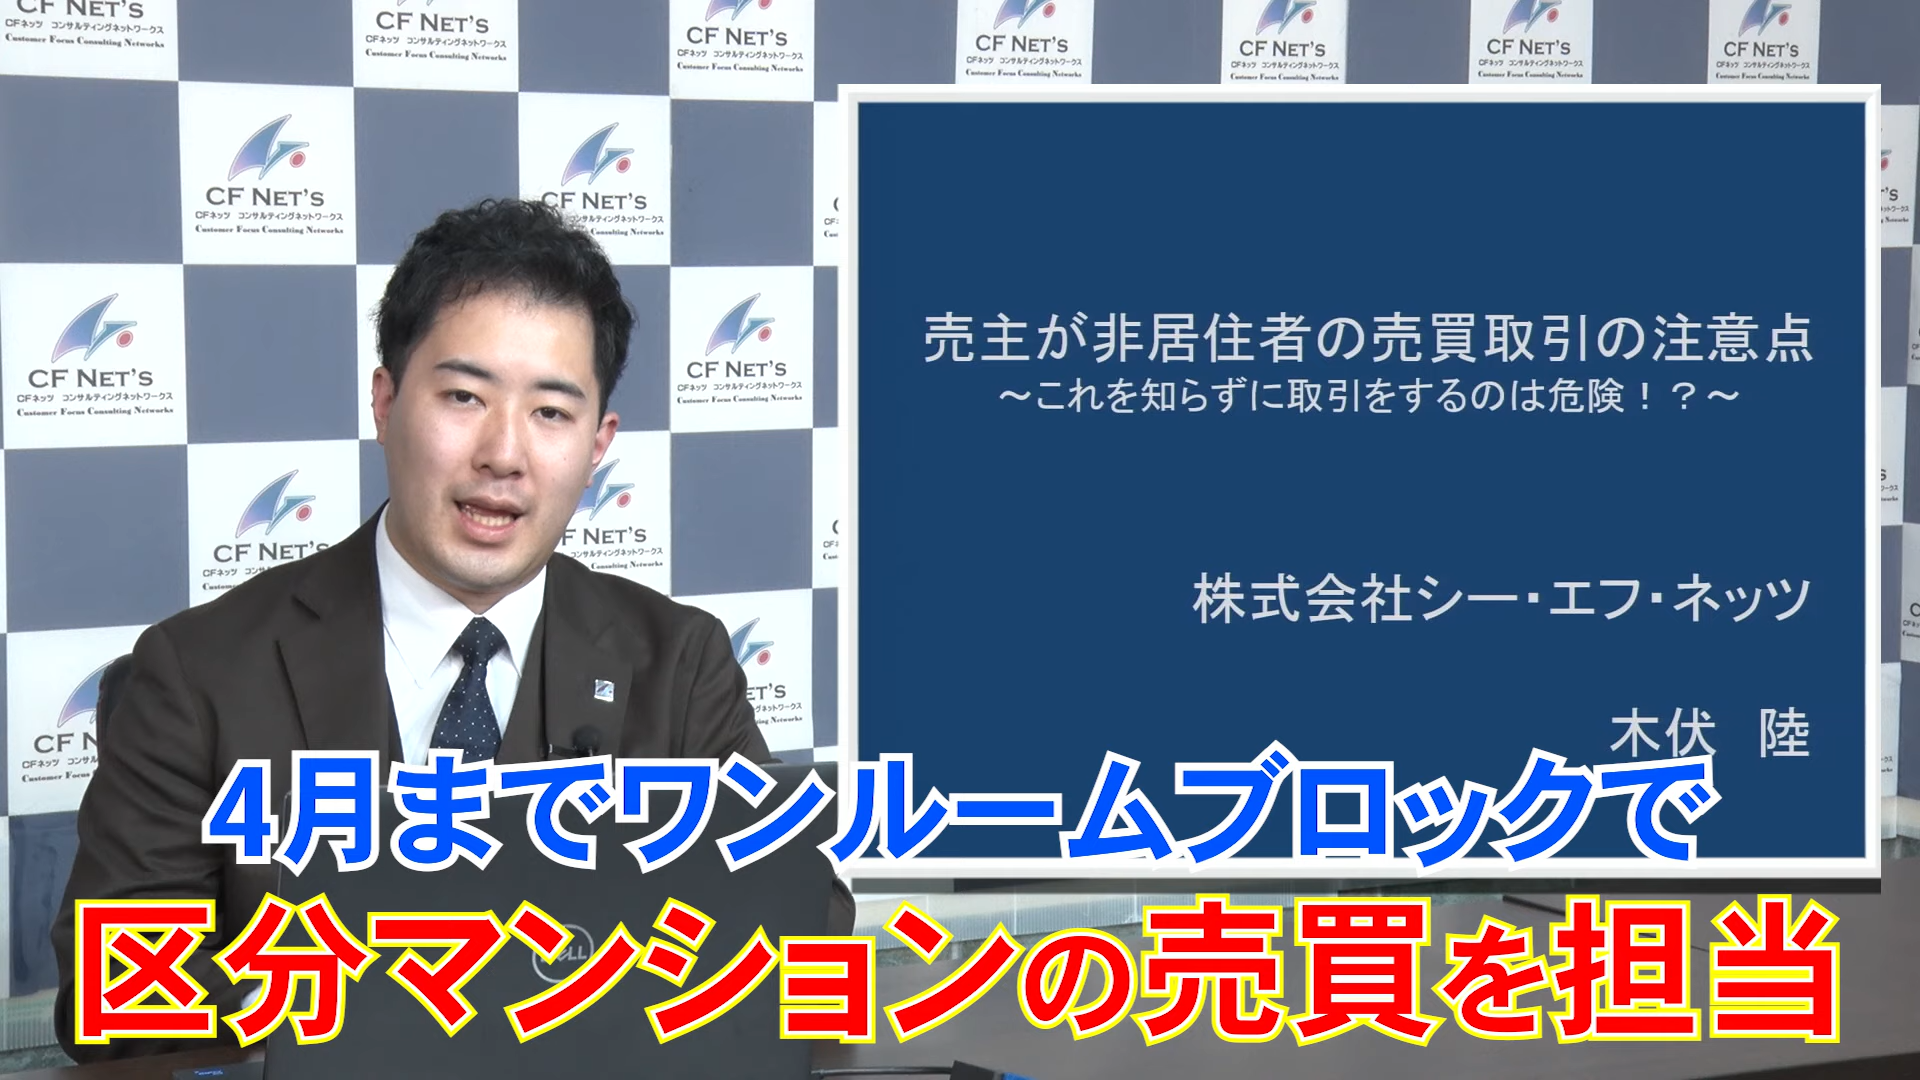 CF NET'S
CFネッツ コンサルティングネットワークス
Customer Focus Consulting Networks
売主が非居住者の売買取引の注意点
～これを知らずに取引をするのは危険！？～
株式会社シー・エフ・ネッツ
木伏 陸
4月までワンルームブロックで
区分マンションの売買を担当
DELL